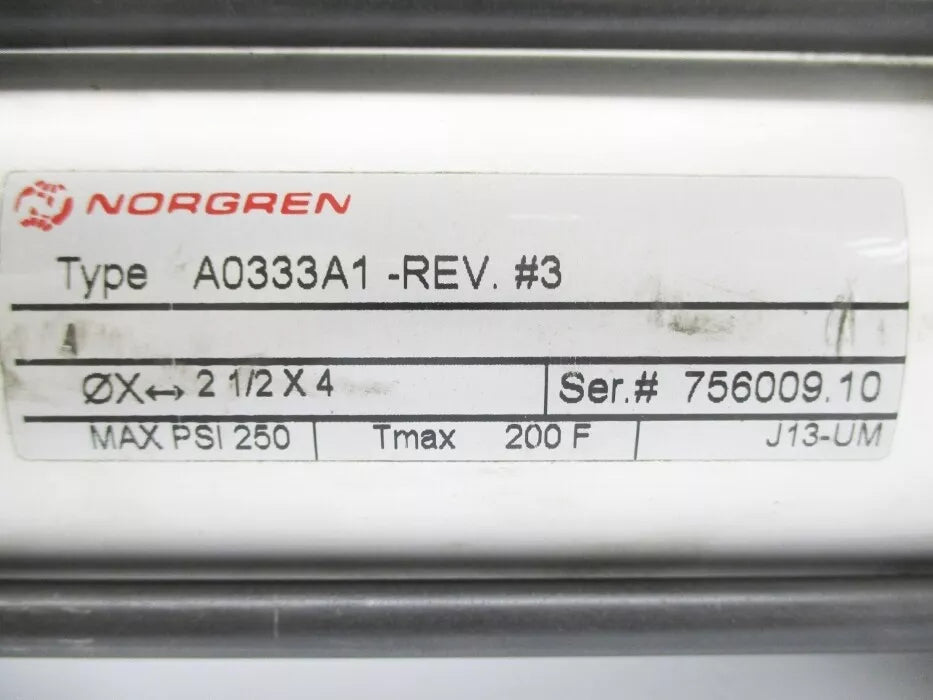 NORGREN
Type A0333A1 -REV. #3
ØX↔ 2 1/2 X 4 Ser.# 756009.10
MAX PSI 250 Tmax 200 F J13-UM